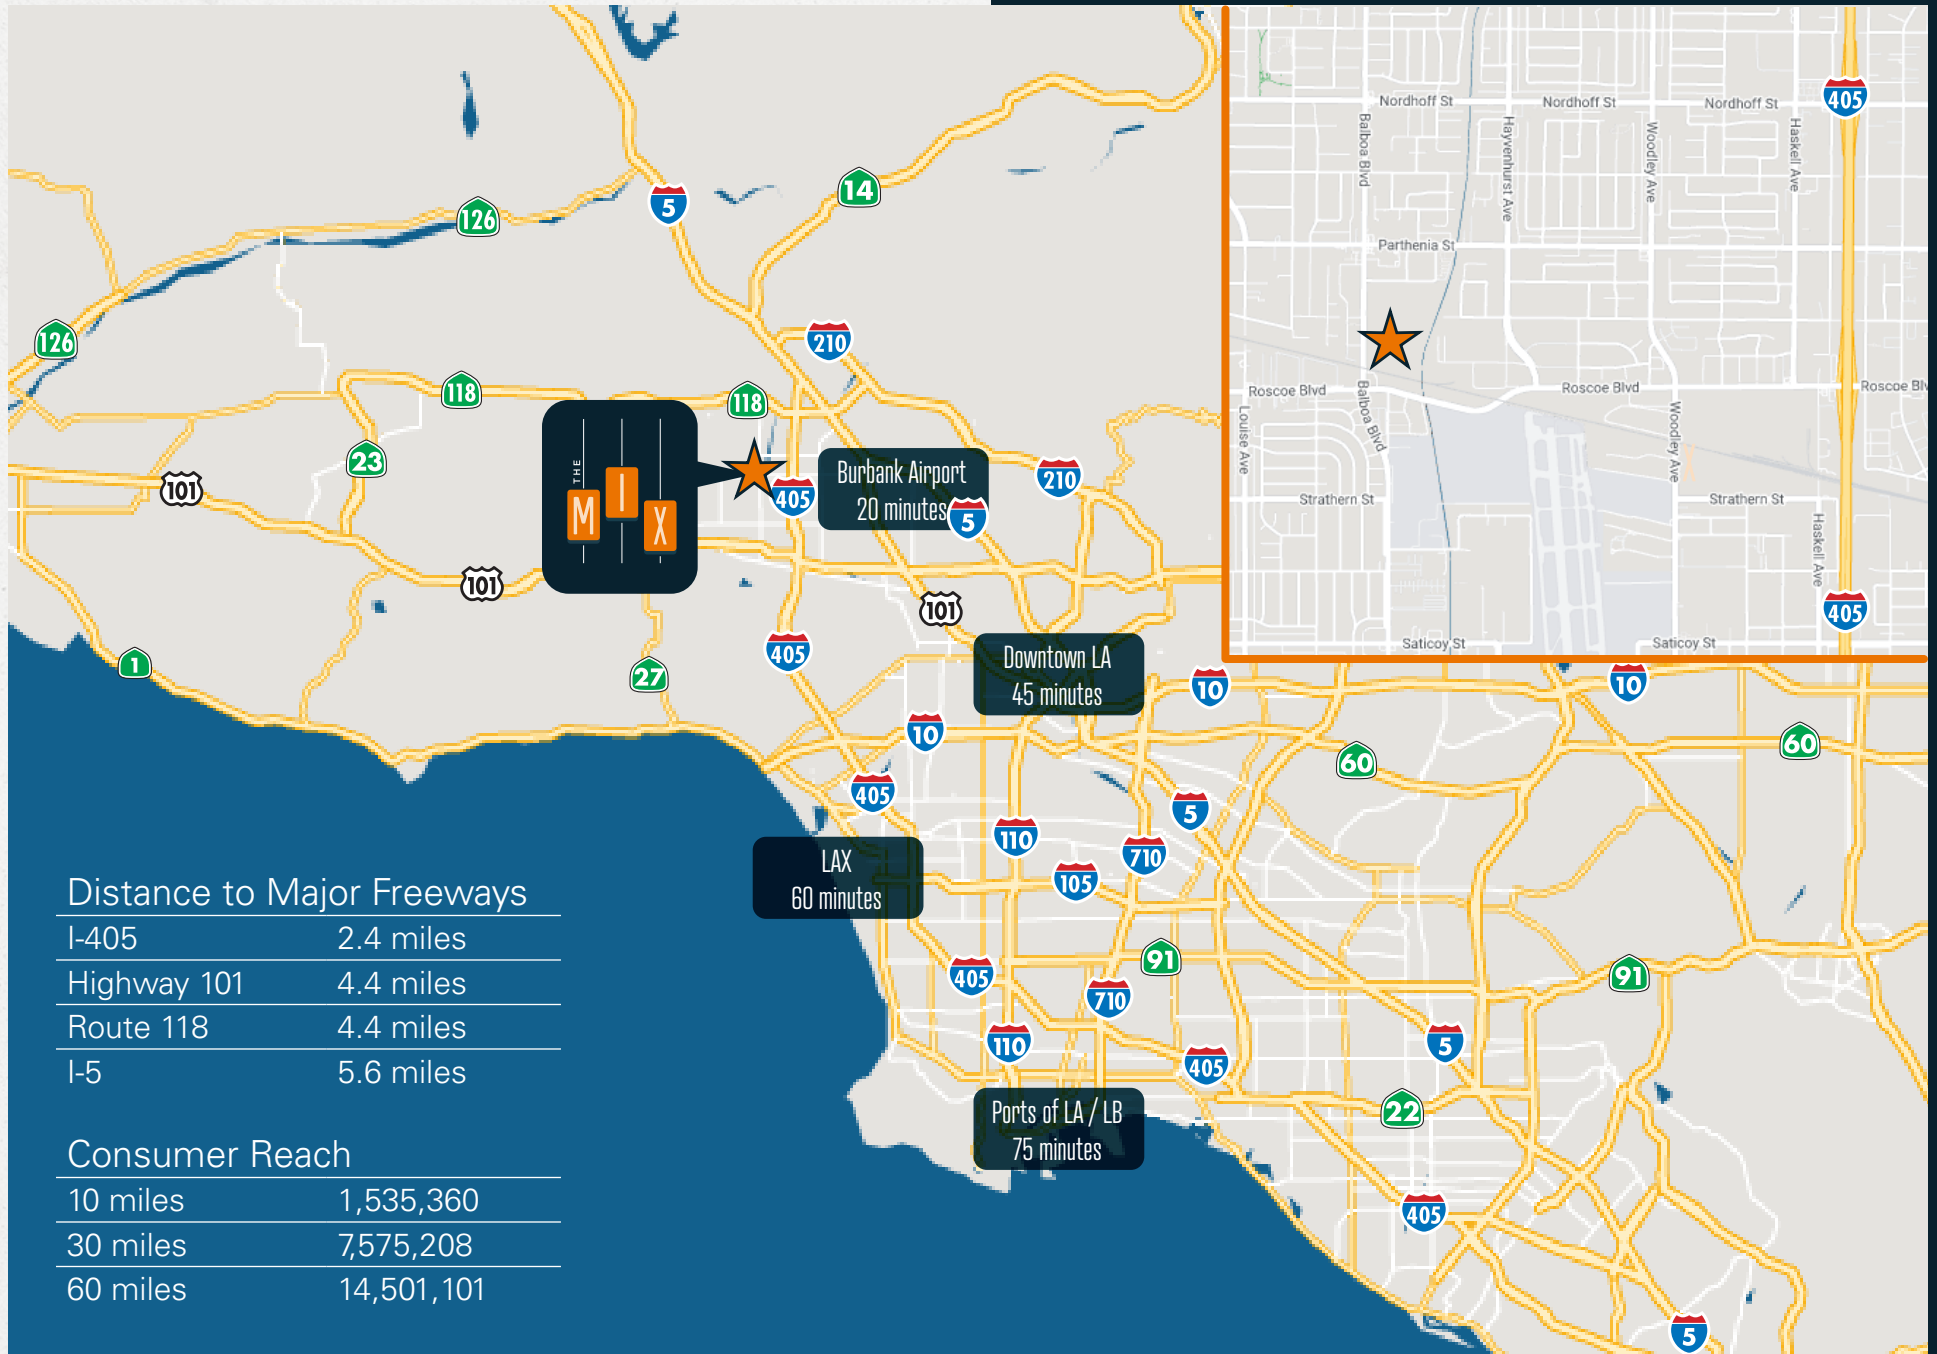 126
5
14
126
210
118
118
23
101
THE
MIX
405
Burbank Airport
20 minutes
5
210
101
101
1
27
405
Downtown LA
45 minutes
10
10
10
60
60
405
5
110
710
LAX
60 minutes
105
405
91
710
91
110
405
5
Ports of LA / LB
75 minutes
22
405
5
Nordhoff St
Nordhoff St
Nordhoff St
405
Balboa Blvd
Hayvenhurst Ave
Woodley Ave
Haskell Ave
Parthenia St
Roscoe Blvd
Roscoe Blvd
Roscoe Blv
Louise Ave
Balboa Blvd
Woodley Ave
Strathern St
Strathern St
Haskell Ave
405
Saticoy St
Saticoy St
Distance to Major Freeways
I-405 2.4 miles
Highway 101 4.4 miles
Route 118 4.4 miles
I-5 5.6 miles
Consumer Reach
10 miles 1,535,360
30 miles 7,575,208
60 miles 14,501,101